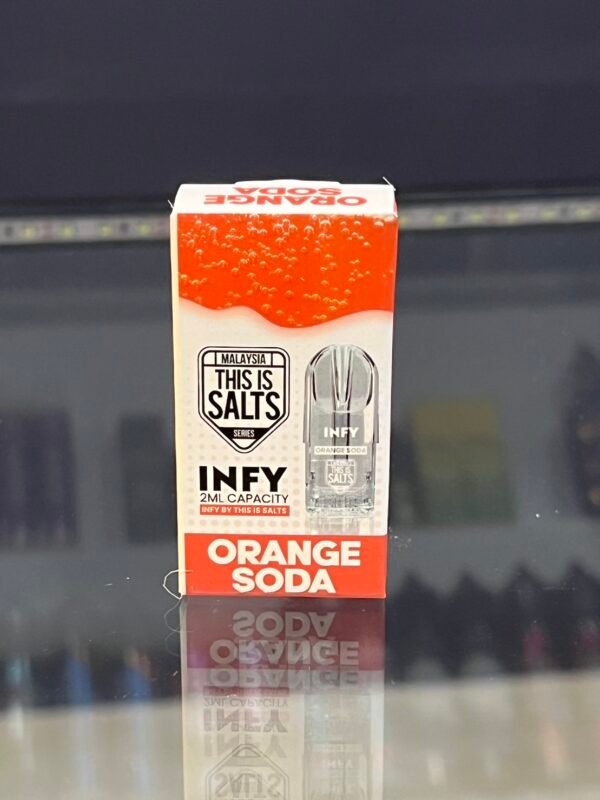 ORANGE
SODA
MALAYSIA
THIS IS
SALTS
SERIES
INFY
2ML CAPACITY
INFY BY THIS IS SALTS
INFY
ORANGE SODA
THIS IS
SALTS
ORANGE
SODA